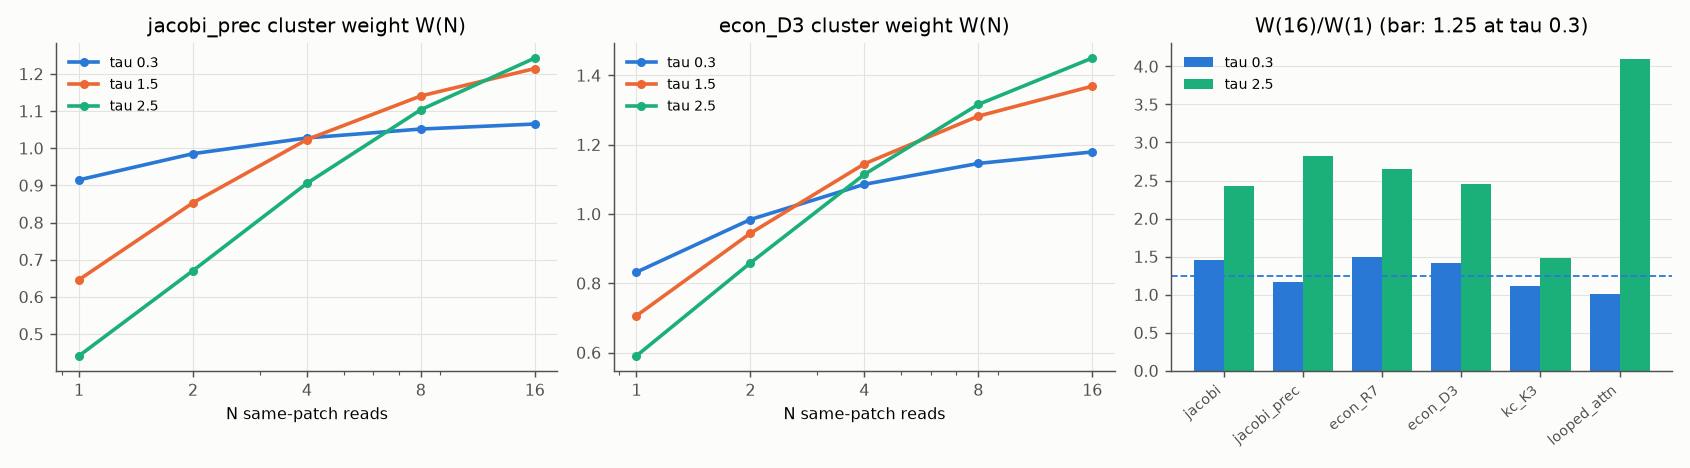 jacobi_prec cluster weight W(N)
tau 0.3
tau 1.5
tau 2.5
1.2
1.1
1.0
0.9
0.8
0.7
0.6
0.5
1
2
4
8
16
N same-patch reads
econ_D3 cluster weight W(N)
tau 0.3
tau 1.5
tau 2.5
1.4
1.2
1.0
0.8
0.6
1
2
4
8
16
N same-patch reads
W(16)/W(1) (bar: 1.25 at tau 0.3)
tau 0.3
tau 2.5
4.0
3.5
3.0
2.5
2.0
1.5
1.0
0.5
0.0
jacobi
jacobi_prec
econ_R7
econ_D3
kc_K3
looped_attn